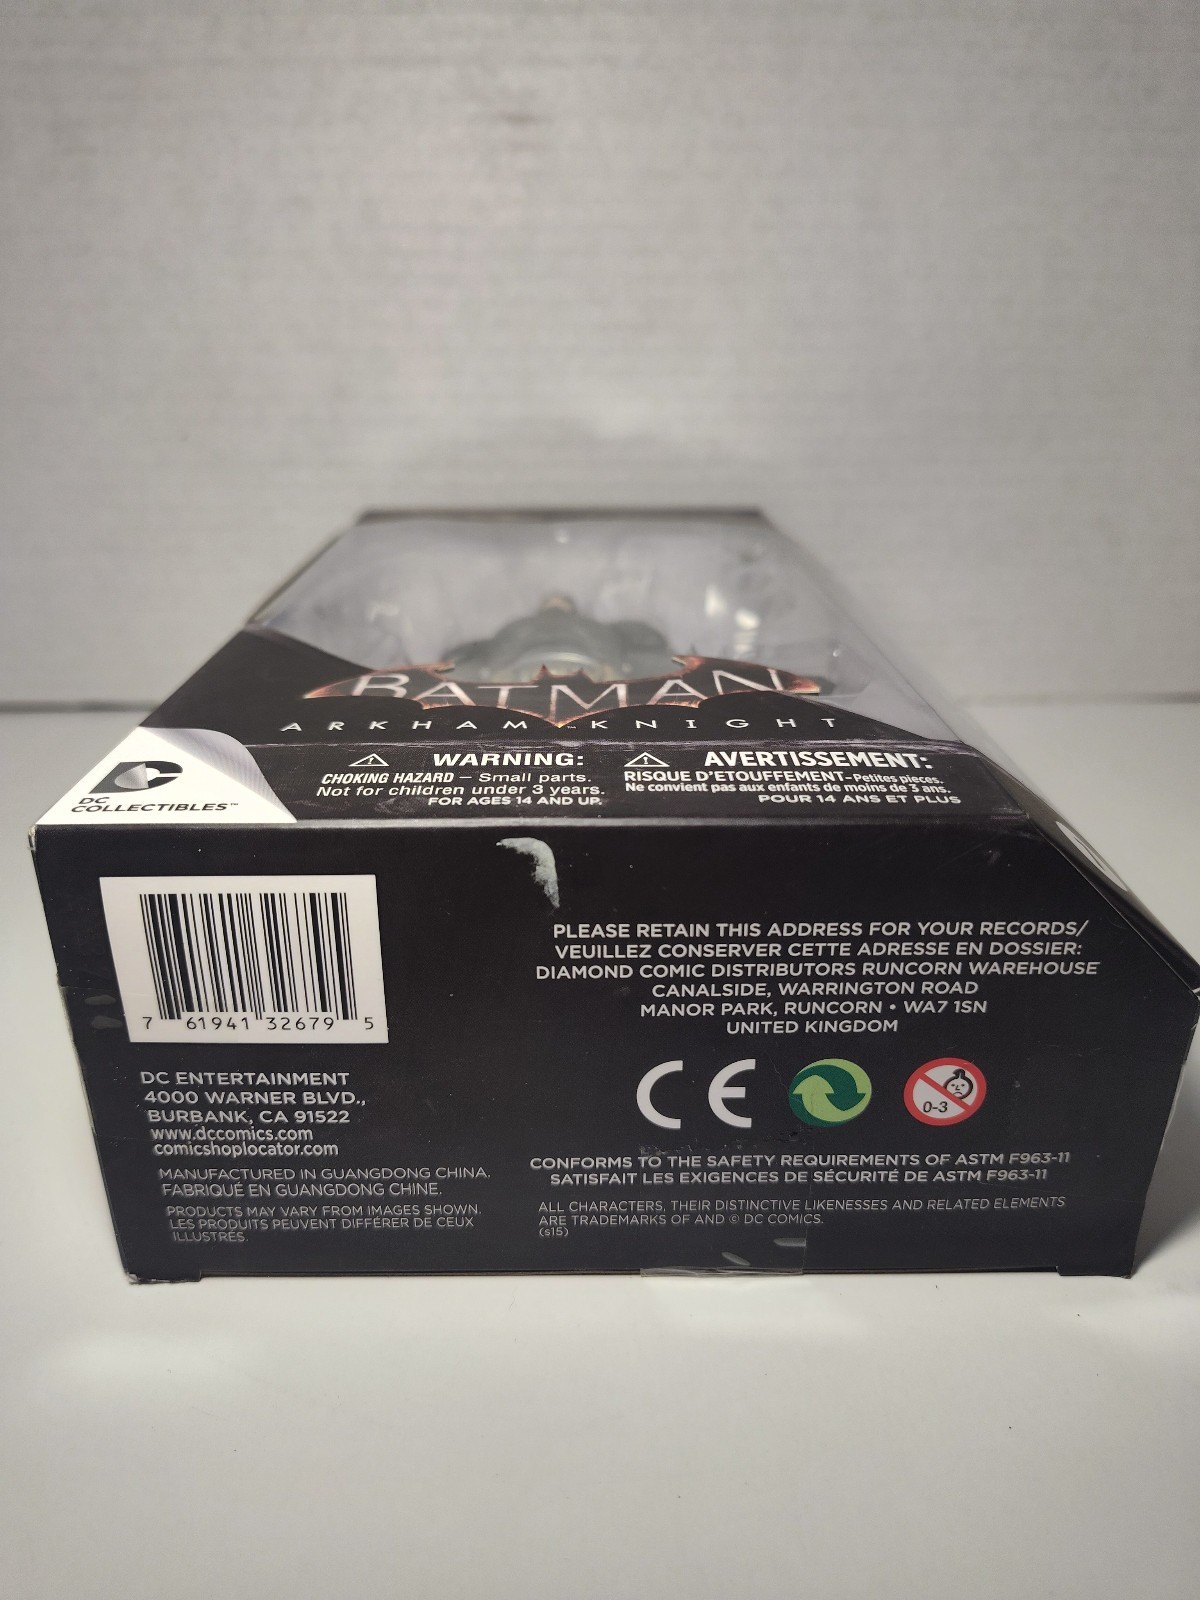 BATMAN
ARKHAM KNIGHT
WARNING:
CHOKING HAZARD – Small parts.
Not for children under 3 years.
FOR AGES 14 AND UP.
AVERTISSEMENT:
RISQUE D'ETOUFFEMENT–Petites pieces.
Ne convient pas aux enfants de moins de 3 ans.
POUR 14 ANS ET PLUS
DC
COLLECTIBLES™
7 61941 32679 5
DC ENTERTAINMENT
4000 WARNER BLVD.,
BURBANK, CA 91522
www.dccomics.com
comicshoplocator.com
MANUFACTURED IN GUANGDONG CHINA.
FABRIQUÉ EN GUANGDONG CHINE.
PRODUCTS MAY VARY FROM IMAGES SHOWN.
LES PRODUITS PEUVENT DIFFÉRER DE CEUX
ILLUSTRÉS.
PLEASE RETAIN THIS ADDRESS FOR YOUR RECORDS/
VEUILLEZ CONSERVER CETTE ADRESSE EN DOSSIER:
DIAMOND COMIC DISTRIBUTORS RUNCORN WAREHOUSE
CANALSIDE, WARRINGTON ROAD
MANOR PARK, RUNCORN • WA7 1SN
UNITED KINGDOM
CE
0-3
CONFORMS TO THE SAFETY REQUIREMENTS OF ASTM F963-11
SATISFAIT LES EXIGENCES DE SÉCURITÉ DE ASTM F963-11
ALL CHARACTERS, THEIR DISTINCTIVE LIKENESSES AND RELATED ELEMENTS
ARE TRADEMARKS OF AND © DC COMICS.
(s15)